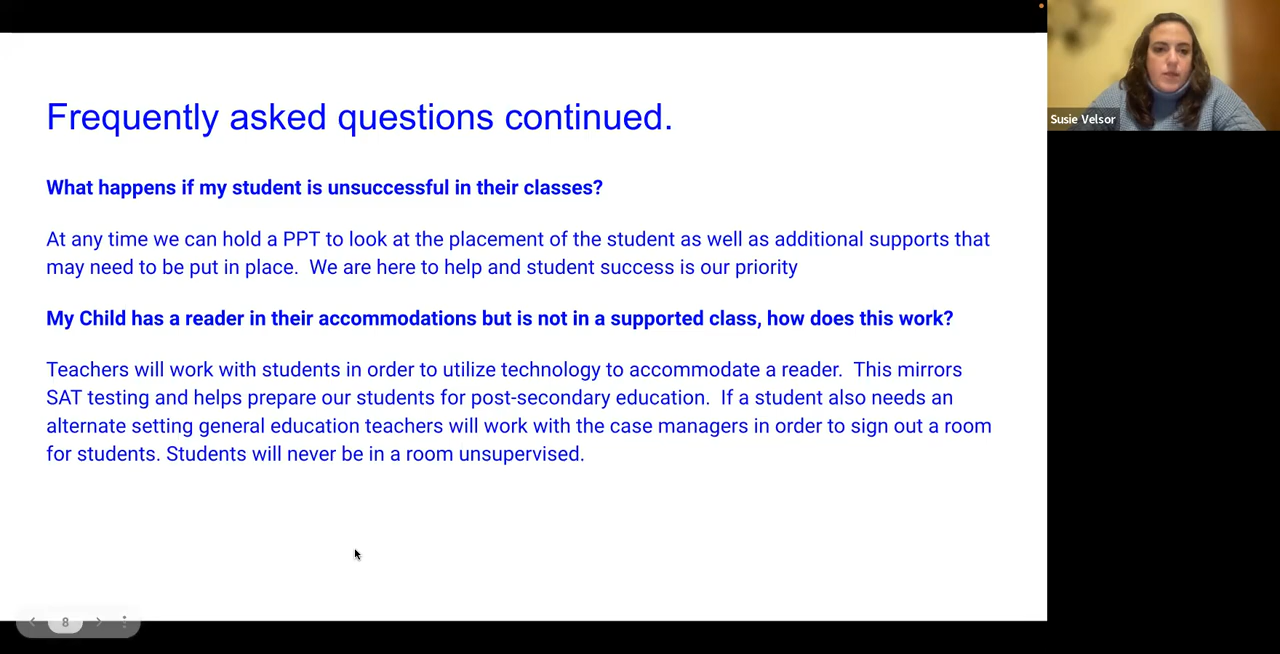 Frequently asked questions continued.
What happens if my student is unsuccessful in their classes?
At any time we can hold a PPT to look at the placement of the student as well as additional supports that
may need to be put in place.  We are here to help and student success is our priority
My Child has a reader in their accommodations but is not in a supported class, how does this work?
Teachers will work with students in order to utilize technology to accommodate a reader.  This mirrors
SAT testing and helps prepare our students for post-secondary education.  If a student also needs an
alternate setting general education teachers will work with the case managers in order to sign out a room
for students. Students will never be in a room unsupervised.
8
Susie Velsor